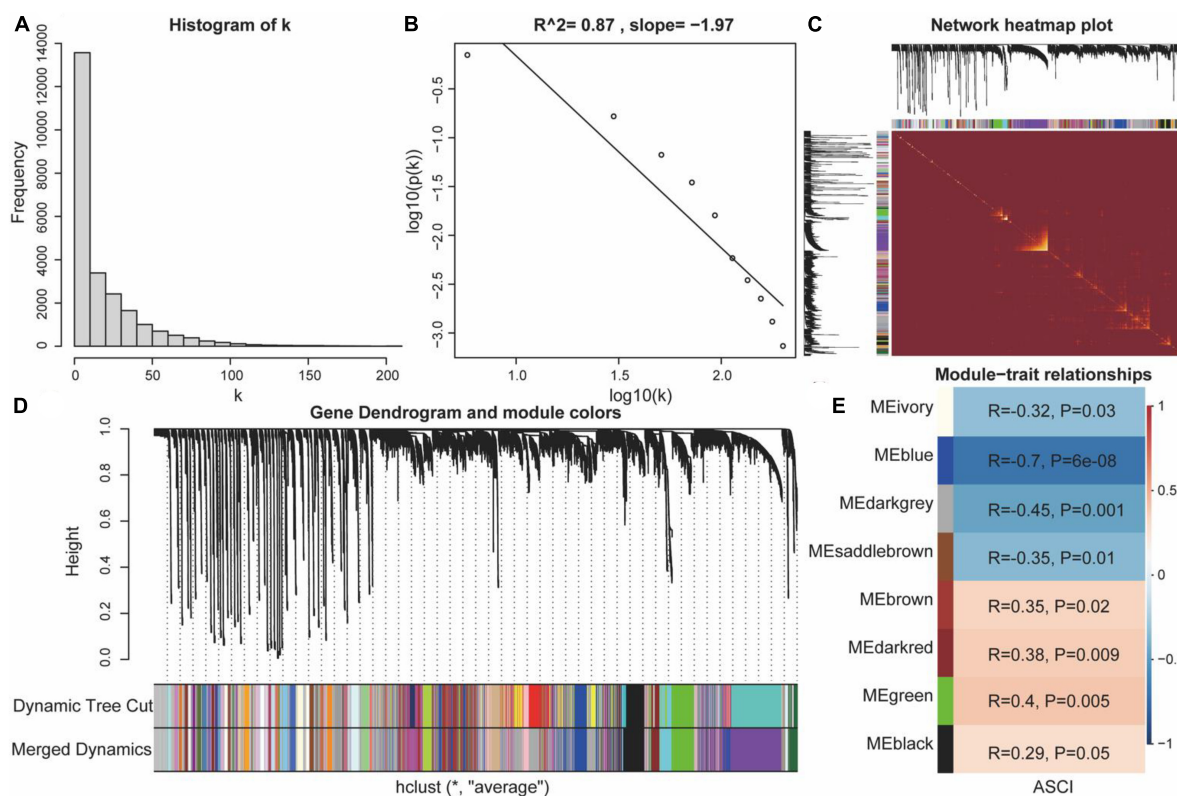 A
Histogram of k
Frequency
0
2000
4000
6000
8000
10000
12000
14000
0
50
100
150
200
k
B
R^2= 0.87 , slope= −1.97
log10(p(k))
−0.5
−1.0
−1.5
−2.0
−2.5
−3.0
1.0
1.5
2.0
log10(k)
C
Network heatmap plot
D
Gene Dendrogram and module colors
Height
1.0
0.8
0.6
0.4
0.2
0.0
Dynamic Tree Cut
Merged Dynamics
hclust (*, "average")
E
Module−trait relationships
MEivory
R=-0.32, P=0.03
MEblue
R=-0.7, P=6e-08
MEdarkgrey
R=-0.45, P=0.001
MEsaddlebrown
R=-0.35, P=0.01
MEbrown
R=0.35, P=0.02
MEdarkred
R=0.38, P=0.009
MEgreen
R=0.4, P=0.005
MEblack
R=0.29, P=0.05
ASCI
1
0.5
0
−1